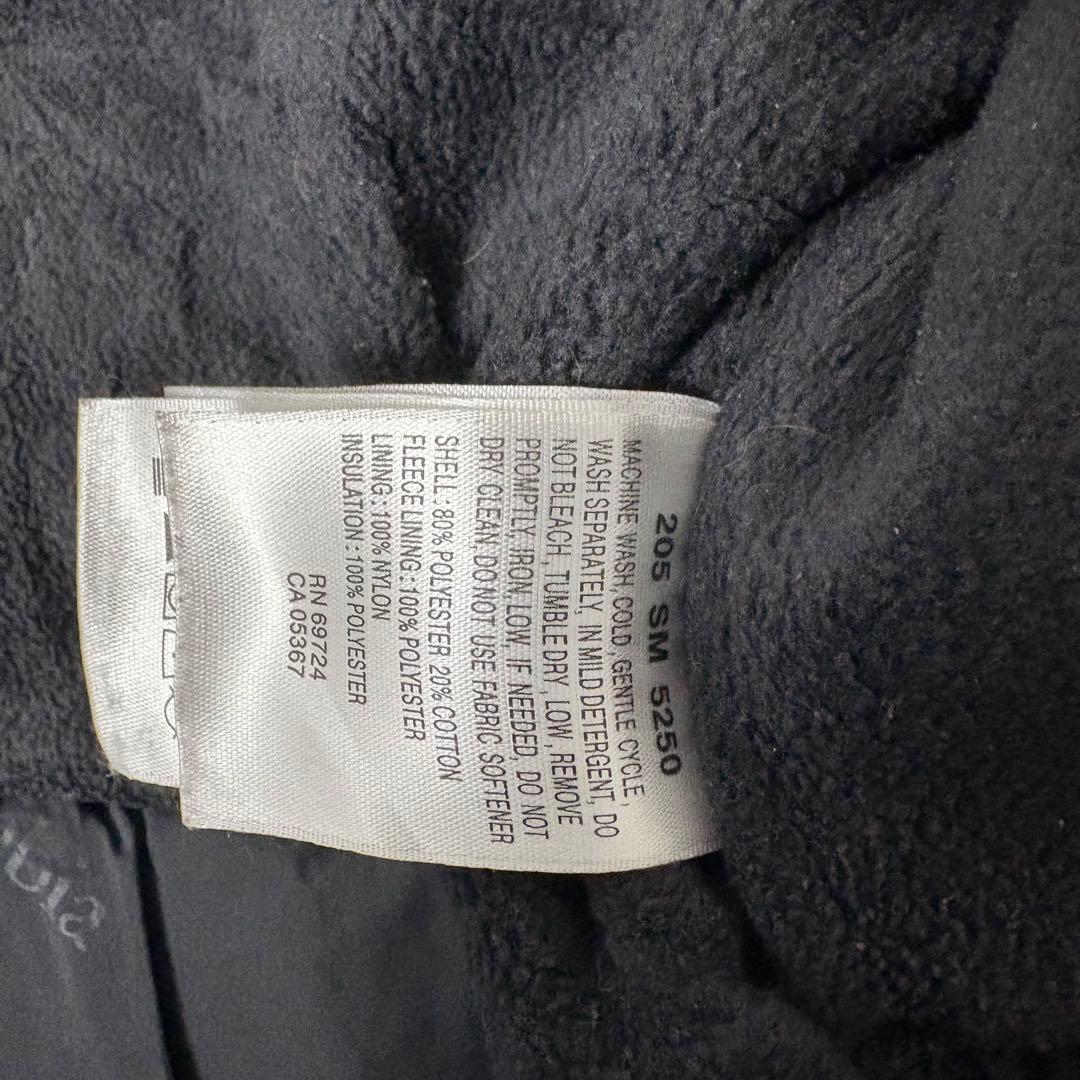 205 SM 5250
MACHINE WASH, COLD, GENTLE CYCLE,
WASH SEPARATELY, IN MILD DETERGENT, DO
NOT BLEACH, TUMBLE DRY, LOW, REMOVE
PROMPTLY, IRON, LOW, IF NEEDED, DO NOT
DRY CLEAN, DO NOT USE FABRIC SOFTENER
SHELL: 80% POLYESTER 20% COTTON
FLEECE LINING: 100% POLYESTER
LINING: 100% NYLON
INSULATION: 100% POLYESTER
RN 69724
CA 05367